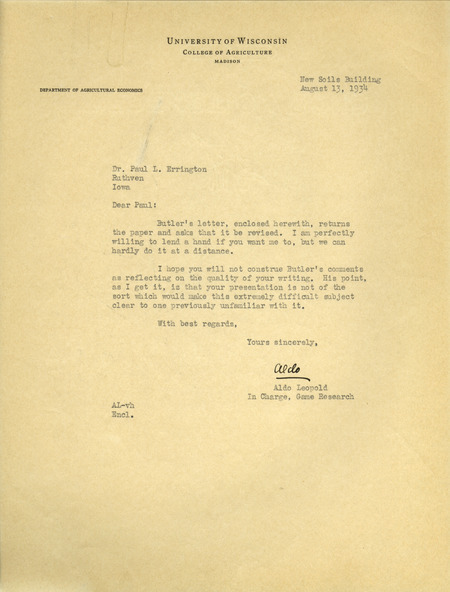 UNIVERSITY OF WISCONSIN
COLLEGE OF AGRICULTURE
MADISON
New Soils Building
August 13, 1934
DEPARTMENT OF AGRICULTURAL ECONOMICS
Dr. Paul L. Errington
Ruthven
Iowa
Dear Paul:
Butler's letter, enclosed herewith, returns
the paper and asks that it be revised. I am perfectly
willing to lend a hand if you want me to, but we can
hardly do it at a distance.
I hope you will not construe Butler's comments
as reflecting on the quality of your writing. His point,
as I get it, is that your presentation is not of the
sort which would make this extremely difficult subject
clear to one previously unfamiliar with it.
With best regards,
Yours sincerely,
Aldo
Aldo Leopold
In Charge, Game Research
AL-vh
Encl.